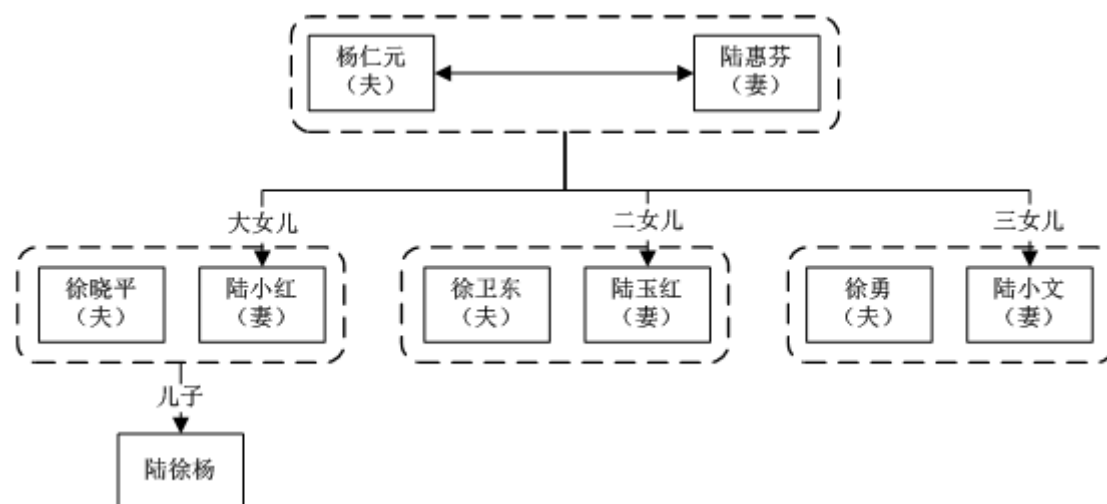 杨仁元
（夫）
陆惠芬
（妻）
大女儿
二女儿
三女儿
徐晓平
（夫）
陆小红
（妻）
徐卫东
（夫）
陆玉红
（妻）
徐勇
（夫）
陆小文
（妻）
儿子
陆徐杨